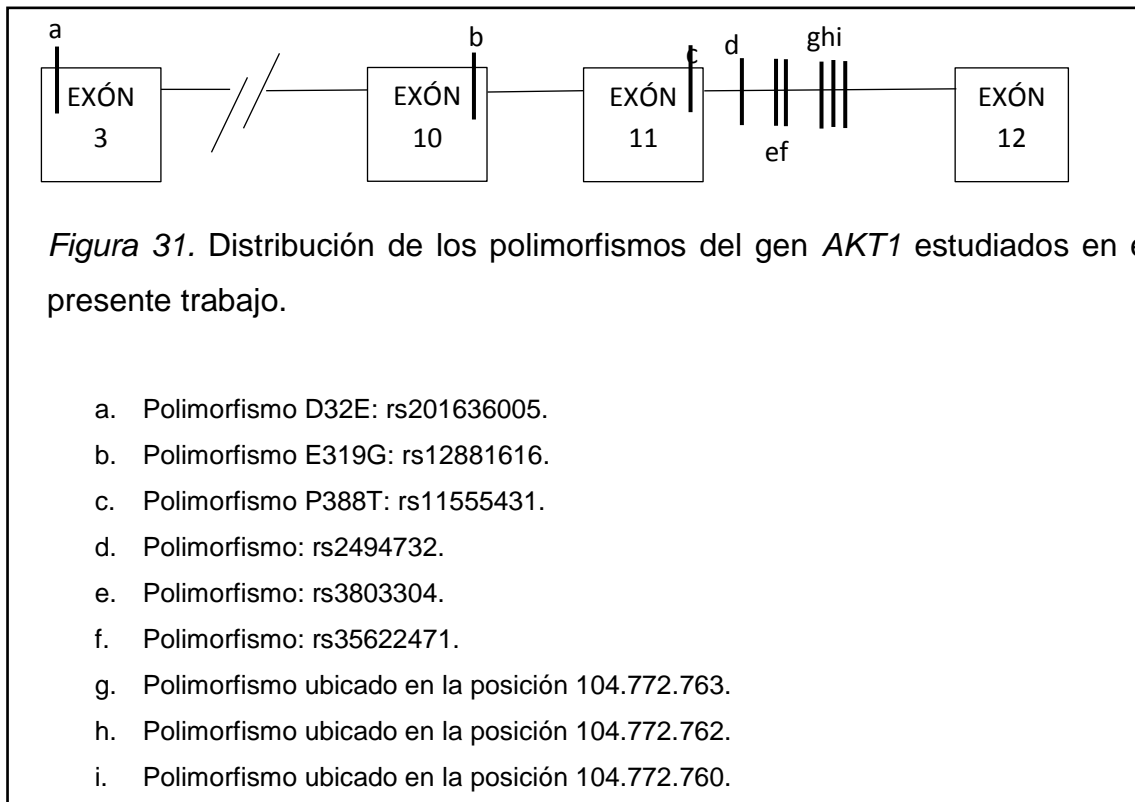 a
b
c
d
ghi
EXÓN
3
EXÓN
10
EXÓN
11
EXÓN
12
ef
Figura 31. Distribución de los polimorfismos del gen AKT1 estudiados en e
presente trabajo.
a. Polimorfismo D32E: rs201636005.
b. Polimorfismo E319G: rs12881616.
c. Polimorfismo P388T: rs11555431.
d. Polimorfismo: rs2494732.
e. Polimorfismo: rs3803304.
f. Polimorfismo: rs35622471.
g. Polimorfismo ubicado en la posición 104.772.763.
h. Polimorfismo ubicado en la posición 104.772.762.
i. Polimorfismo ubicado en la posición 104.772.760.